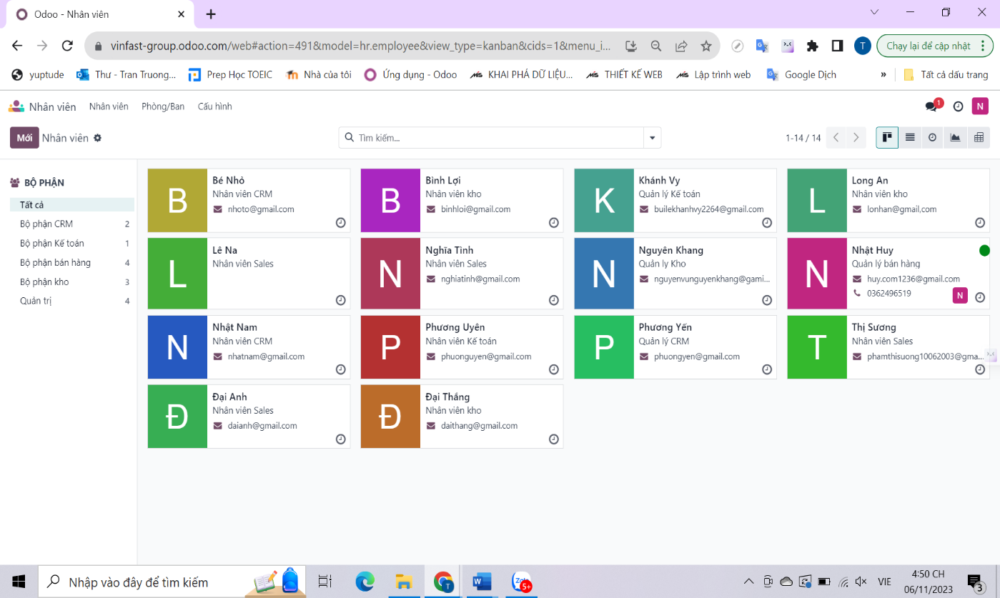 Odoo - Nhân viên
vinfast-group.odoo.com/web#action=491&model=hr.employee&view_type=kanban&cids=1&menu_i...
T
Chạy lại để cập nhật
yuptude
Thư - Tran Truong...
Prep Học TOEIC
Nhà của tôi
Ứng dụng - Odoo
KHAI PHÁ DỮ LIỆU...
THIẾT KẾ WEB
Lập trình web
Google Dịch
»
Tất cả dấu trang
Nhân viên
Nhân viên
Phòng/Ban
Cấu hình
1
N
Mới
Nhân viên
Tìm kiếm...
1-14 / 14
BỘ PHẬN
Tất cả
Bộ phận CRM 2
Bộ phận Kế toán 1
Bộ phận bán hàng 4
Bộ phận kho 3
Quản trị 4
B
Bé Nhỏ
Nhân viên CRM
nhoto@gmail.com
B
Bình Lợi
Nhân viên kho
binhloi@gmail.com
K
Khánh Vy
Quản lý Kế toán
builekhanhvy2264@gmail.com
L
Long An
Nhân viên kho
lonhan@gmail,com
L
Lê Na
Nhân viên Sales
N
Nghĩa Tình
Nhân viên Sales
nghiatinh@gmail.com
N
Nguyên Khang
Quản ly Kho
nguyenvunguyenkhang@gami...
N
Nhật Huy
Quản lý bán hàng
huy.com1236@gmail.com
0362496519
N
N
Nhật Nam
Nhân viên CRM
nhatnam@gmail.com
P
Phương Uyên
Nhân viên Kế toán
phuonguyen@gmail.com
P
Phương Yến
Quản lý CRM
phuongyen@gmail.com
T
Thị Sương
Nhân viên Sales
phamthisuong10062003@gma...
Đ
Đại Anh
Nhân viên Sales
daianh@gmail.com
Đ
Đại Thắng
Nhân viên kho
daithang@gmail.com
Nhập vào đây để tìm kiếm
T
W
Zalo
5+
VIE
4:50 CH
06/11/2023
3